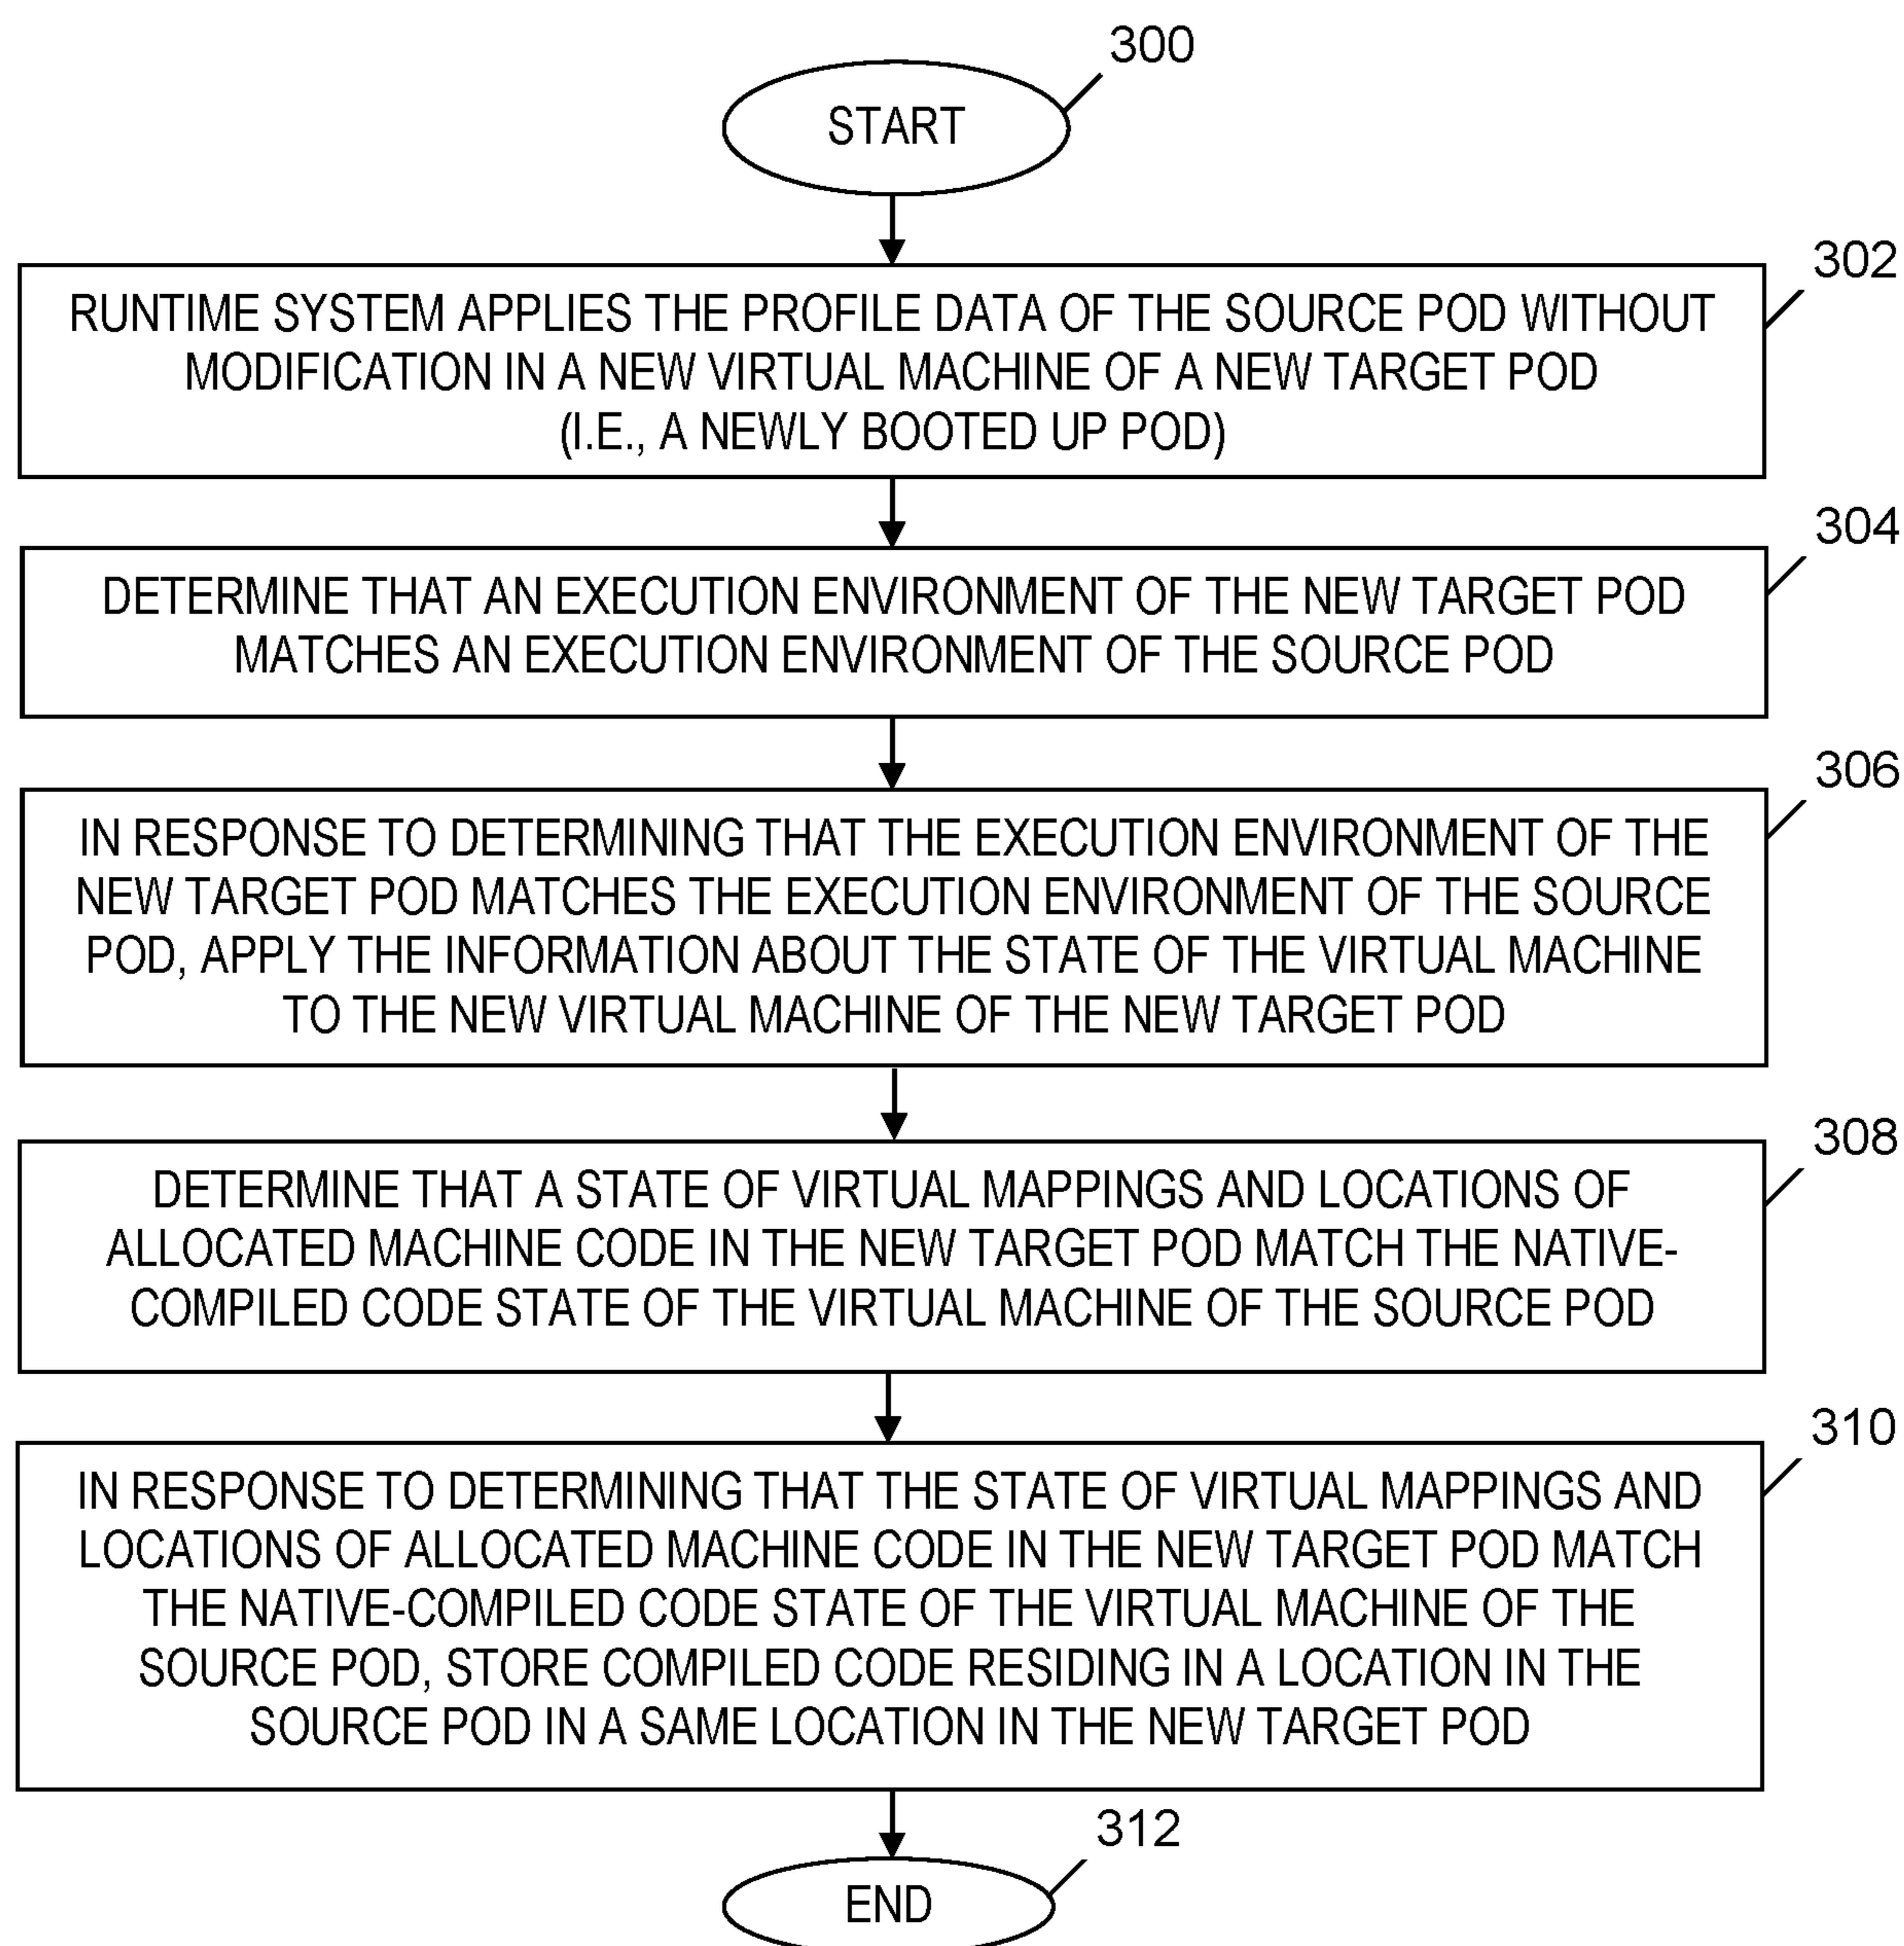 300
START
302
RUNTIME SYSTEM APPLIES THE PROFILE DATA OF THE SOURCE POD WITHOUT
MODIFICATION IN A NEW VIRTUAL MACHINE OF A NEW TARGET POD
(I.E., A NEWLY BOOTED UP POD)
304
DETERMINE THAT AN EXECUTION ENVIRONMENT OF THE NEW TARGET POD
MATCHES AN EXECUTION ENVIRONMENT OF THE SOURCE POD
306
IN RESPONSE TO DETERMINING THAT THE EXECUTION ENVIRONMENT OF THE
NEW TARGET POD MATCHES THE EXECUTION ENVIRONMENT OF THE SOURCE
POD, APPLY THE INFORMATION ABOUT THE STATE OF THE VIRTUAL MACHINE
TO THE NEW VIRTUAL MACHINE OF THE NEW TARGET POD
308
DETERMINE THAT A STATE OF VIRTUAL MAPPINGS AND LOCATIONS OF
ALLOCATED MACHINE CODE IN THE NEW TARGET POD MATCH THE NATIVE-
COMPILED CODE STATE OF THE VIRTUAL MACHINE OF THE SOURCE POD
310
IN RESPONSE TO DETERMINING THAT THE STATE OF VIRTUAL MAPPINGS AND
LOCATIONS OF ALLOCATED MACHINE CODE IN THE NEW TARGET POD MATCH
THE NATIVE-COMPILED CODE STATE OF THE VIRTUAL MACHINE OF THE
SOURCE POD, STORE COMPILED CODE RESIDING IN A LOCATION IN THE
SOURCE POD IN A SAME LOCATION IN THE NEW TARGET POD
312
END